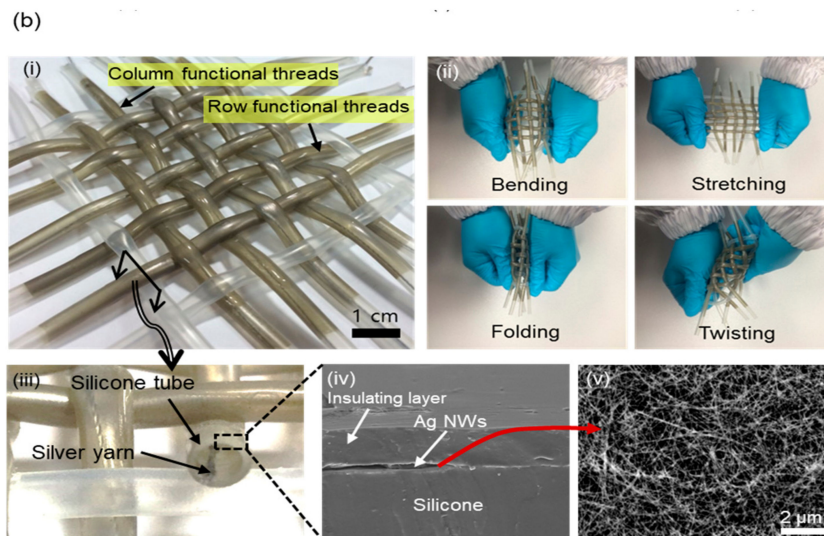 (b)
(i)
Column functional threads
Row functional threads
1 cm
(ii)
Bending
Stretching
Folding
Twisting
(iii)
Silicone tube
Silver yarn
(iv)
Insulating layer
Ag NWs
Silicone
(v)
2 μm